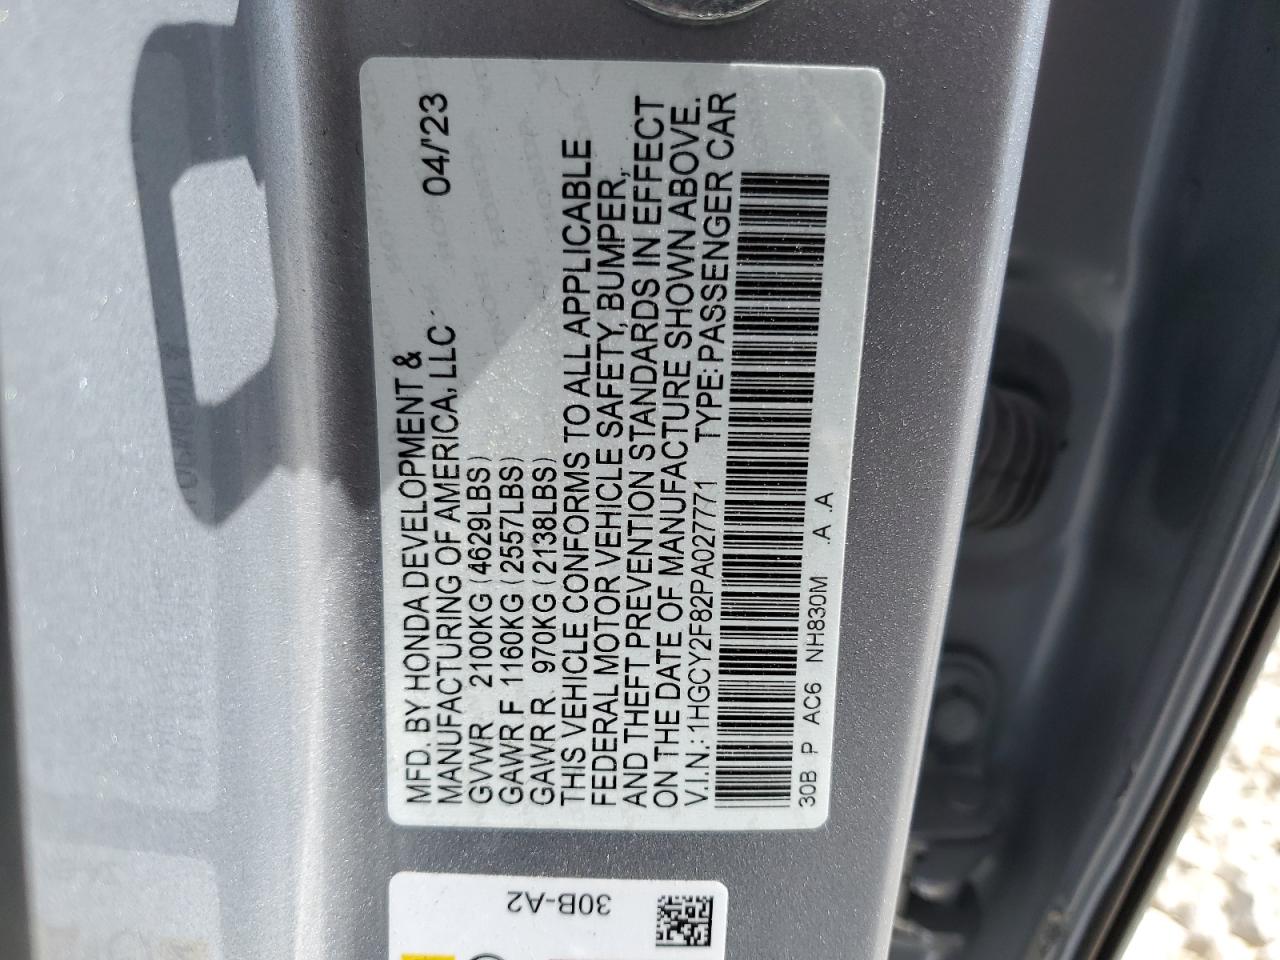 MFD. BY HONDA DEVELOPMENT & 04/'23
MANUFACTURING OF AMERICA, LLC
GVWR 2100KG (4629LBS)
GAWR F 1160KG (2557LBS)
GAWR R 970KG (2138LBS)
THIS VEHICLE CONFORMS TO ALL APPLICABLE
FEDERAL MOTOR VEHICLE SAFETY, BUMPER,
AND THEFT PREVENTION STANDARDS IN EFFECT
ON THE DATE OF MANUFACTURE SHOWN ABOVE.
V.I.N.: 1HGCY2F82PA027771 TYPE: PASSENGER CAR
30B P AC6 NH830M .A .A
30B-A2